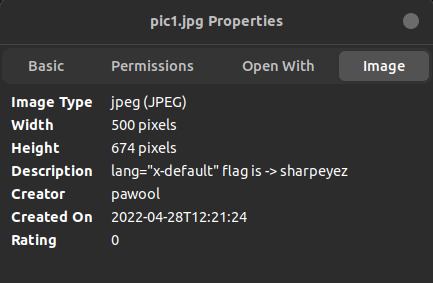 pic1.jpg Properties
Basic Permissions Open With Image
Image Type jpeg (JPEG)
Width 500 pixels
Height 674 pixels
Description lang="x-default" flag is -> sharpeyez
Creator pawool
Created On 2022-04-28T12:21:24
Rating 0